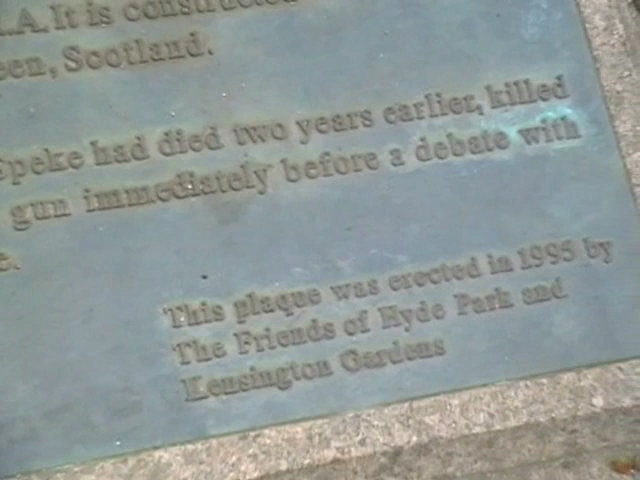 .A. It is constructed
een, Scotland.
Speke had died two years earlier, killed
gun immediately before a debate with
e.
This plaque was erected in 1995 by
The Friends of Hyde Park and
Kensington Gardens